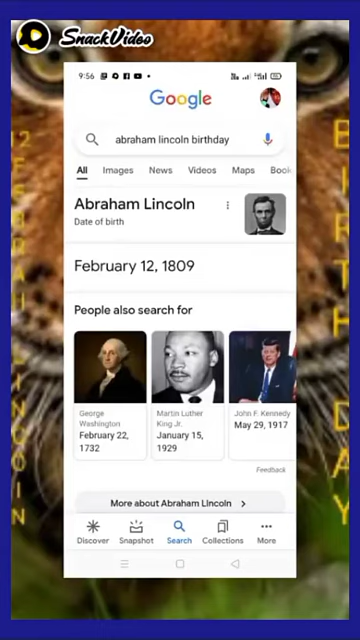 SnackVideo
9:56
Google
abraham lincoln birthday
All Images News Videos Maps Book
Abraham Lincoln
Date of birth
February 12, 1809
People also search for
George Washington
February 22, 1732
Martin Luther King Jr.
January 15, 1929
John F. Kennedy
May 29, 1917
Feedback
More about Abraham Lincoln
Discover Snapshot Search Collections More
BIRTH DAY